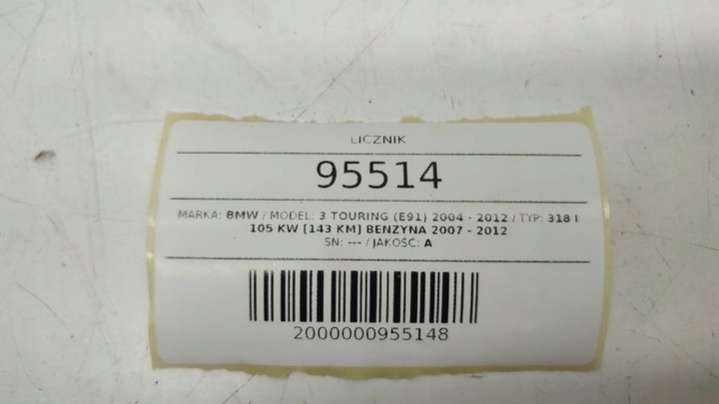 LICZNIK
95514
MARKA: BMW / MODEL: 3 TOURING (E91) 2004 - 2012 / TYP: 318 I
105 KW [143 KM] BENZYNA 2007 - 2012
SN: --- / JAKOŚĆ: A
2000000955148